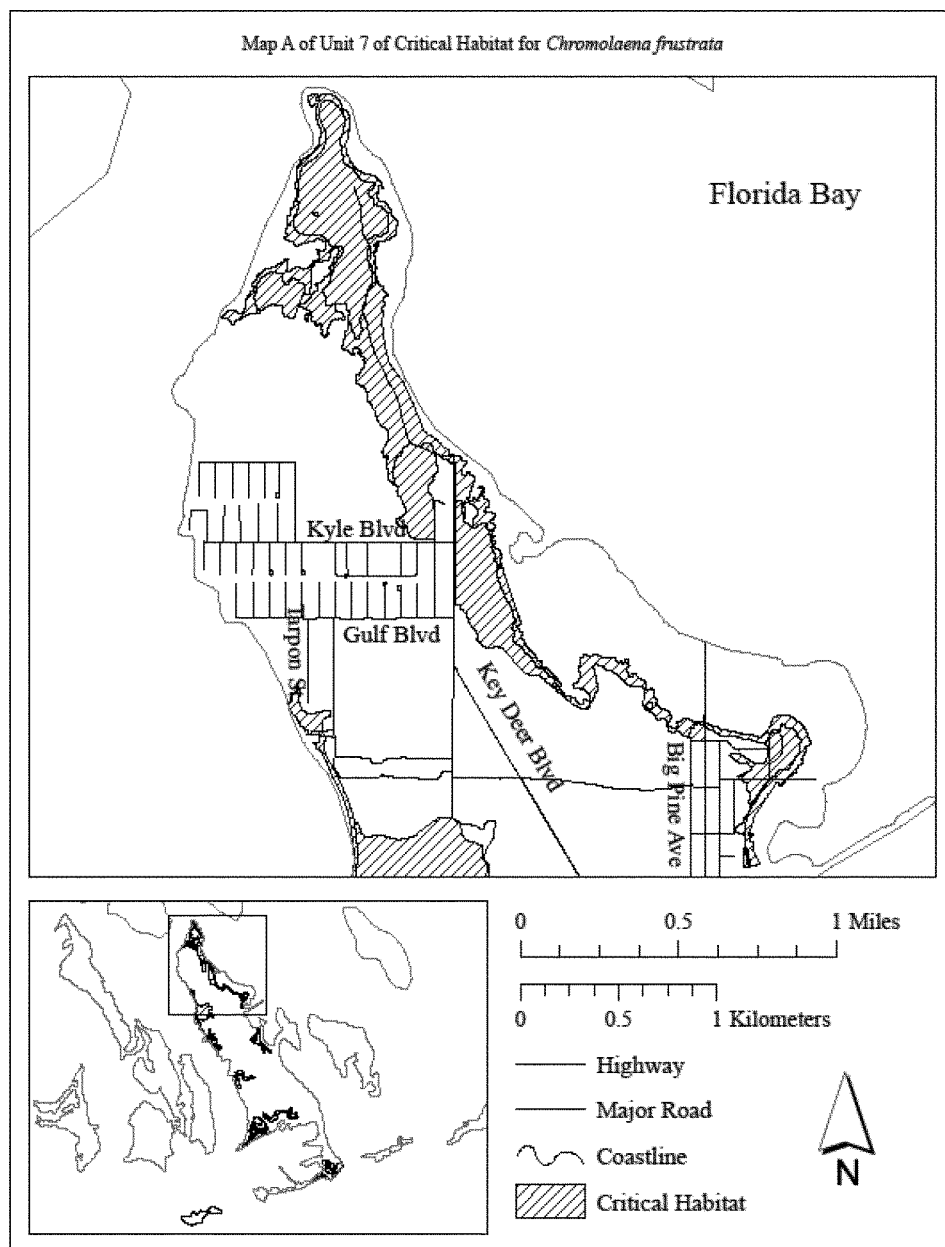 Map A of Unit 7 of Critical Habitat for Chromolaena frustrata
Florida Bay
Kyle Blvd
Gulf Blvd
Tarpon St
Key Deer Blvd
Big Pine Ave
0 0.5 1 Miles
0 0.5 1 Kilometers
Highway
Major Road
Coastline
Critical Habitat
N